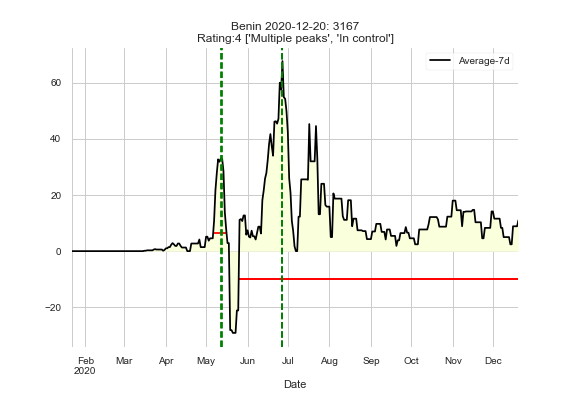 Benin 2020-12-20: 3167
Rating:4 ['Multiple peaks', 'In control']
Average-7d
60
40
20
0
−20
Feb Mar Apr May Jun Jul Aug Sep Oct Nov Dec
2020
Date